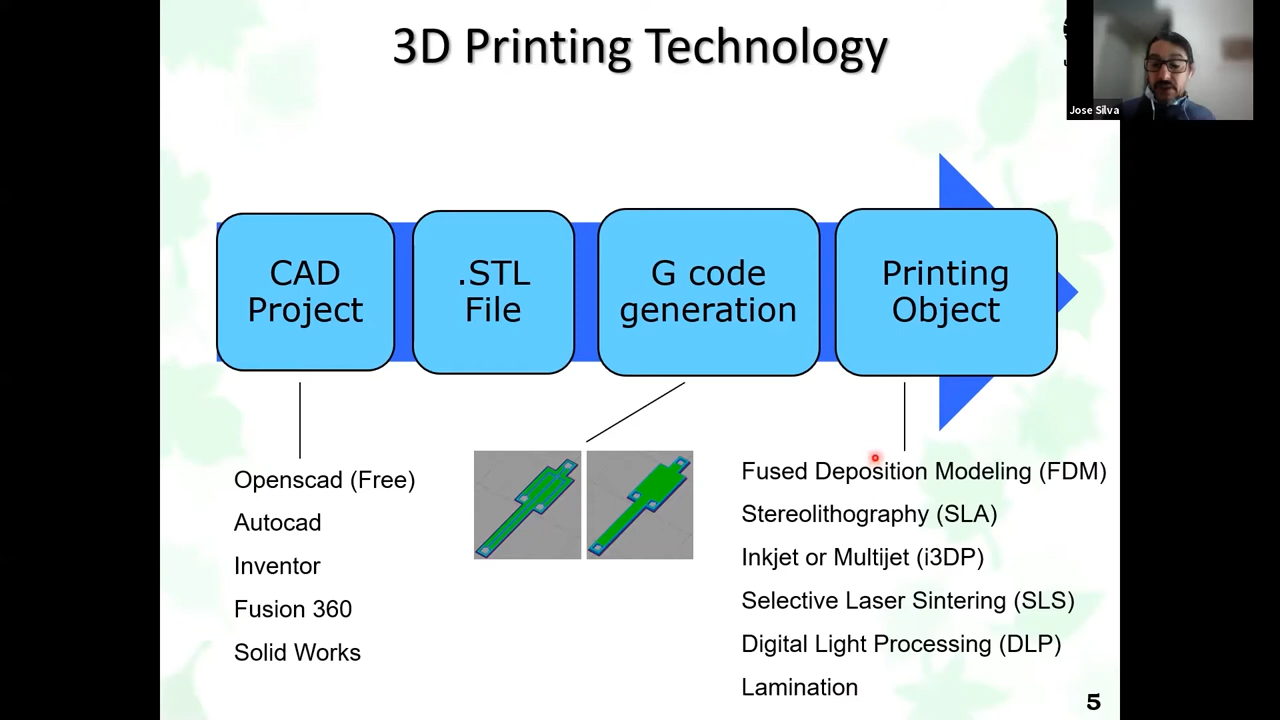 3D Printing Technology
Jose Silva
CAD
Project
.STL
File
G code
generation
Printing
Object
Openscad (Free)
Autocad
Inventor
Fusion 360
Solid Works
Fused Deposition Modeling (FDM)
Stereolithography (SLA)
Inkjet or Multijet (i3DP)
Selective Laser Sintering (SLS)
Digital Light Processing (DLP)
Lamination
5